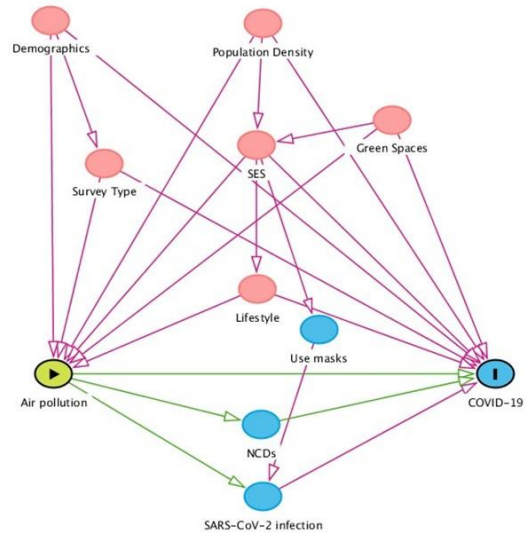 Demographics
Population Density
Green Spaces
SES
Survey Type
Lifestyle
Use masks
Air pollution
COVID-19
NCDs
SARS-CoV-2 infection